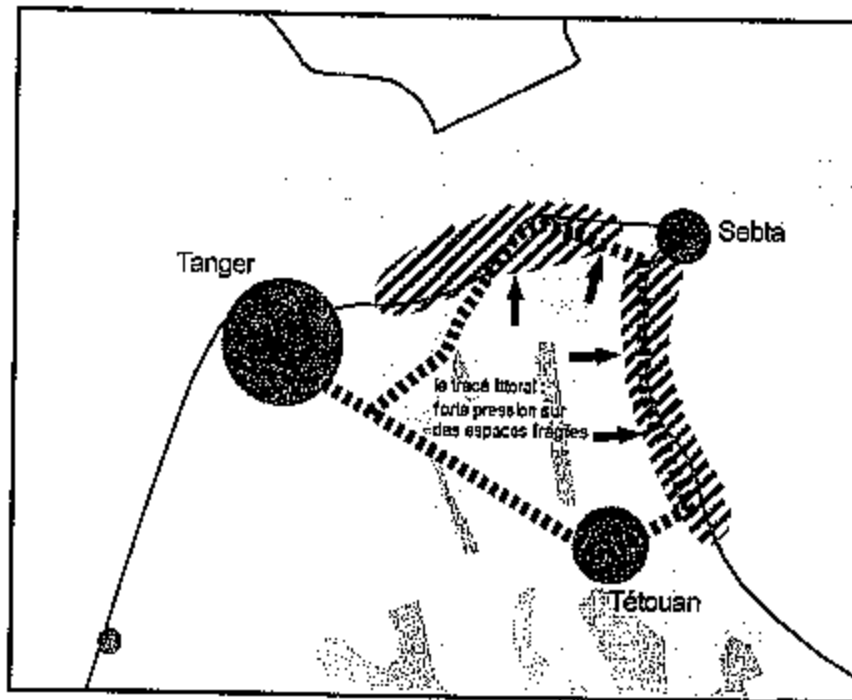 Tanger
Sebta
le tracé littoral :
forte pression sur
des espaces fragiles
Tétouan